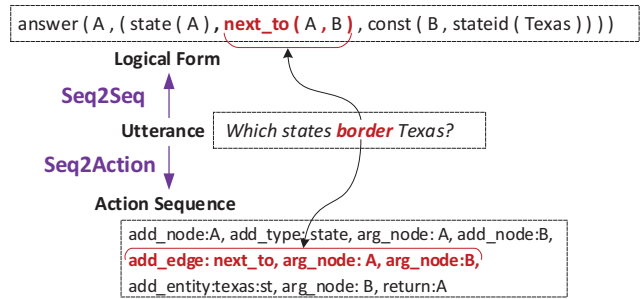 answer ( A , ( state ( A ) , next_to ( A , B ) , const ( B , stateid ( Texas ) ) ) )
Logical Form
Seq2Seq
Utterance
Which states border Texas?
Seq2Action
Action Sequence
add_node:A, add_type: state, arg_node: A, add_node:B,
add_edge: next_to, arg_node: A, arg_node:B,
add_entity:texas:st, arg_node: B, return:A